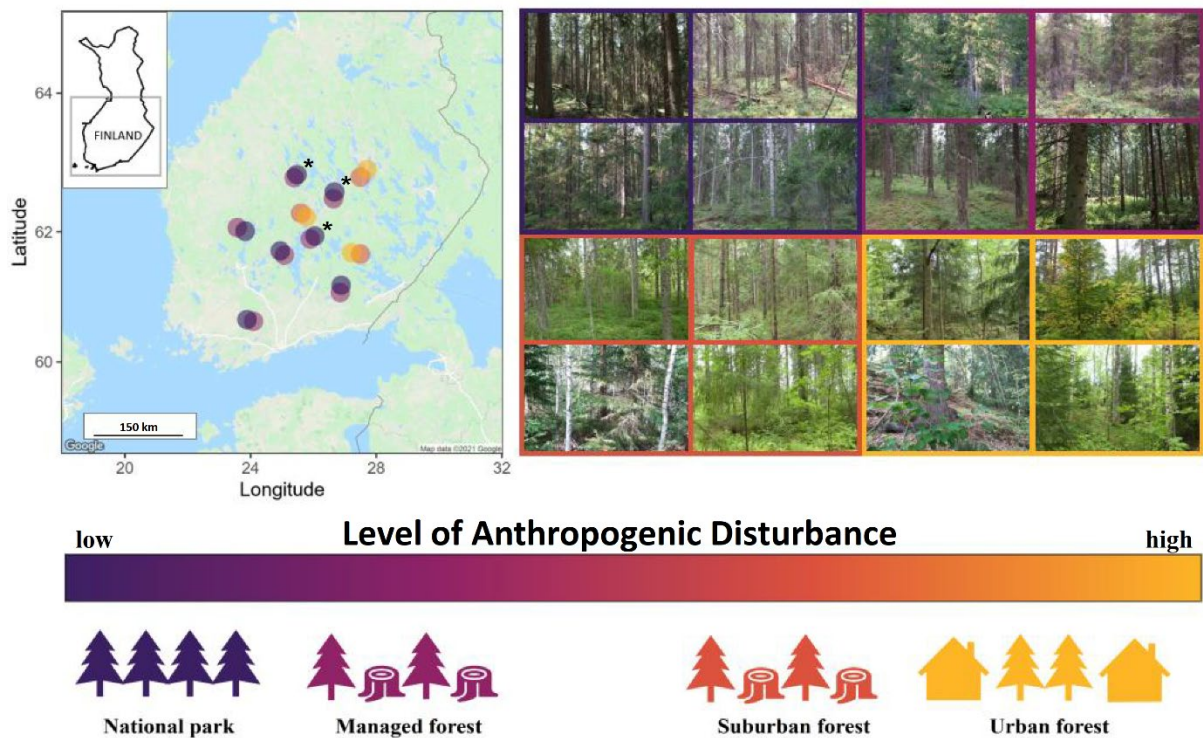 FINLAND
64
62
60
Latitude
*
*
*
150 km
Google
Map data ©2021 Google
20
24
28
32
Longitude
Level of Anthropogenic Disturbance
low
high
National park
Managed forest
Suburban forest
Urban forest